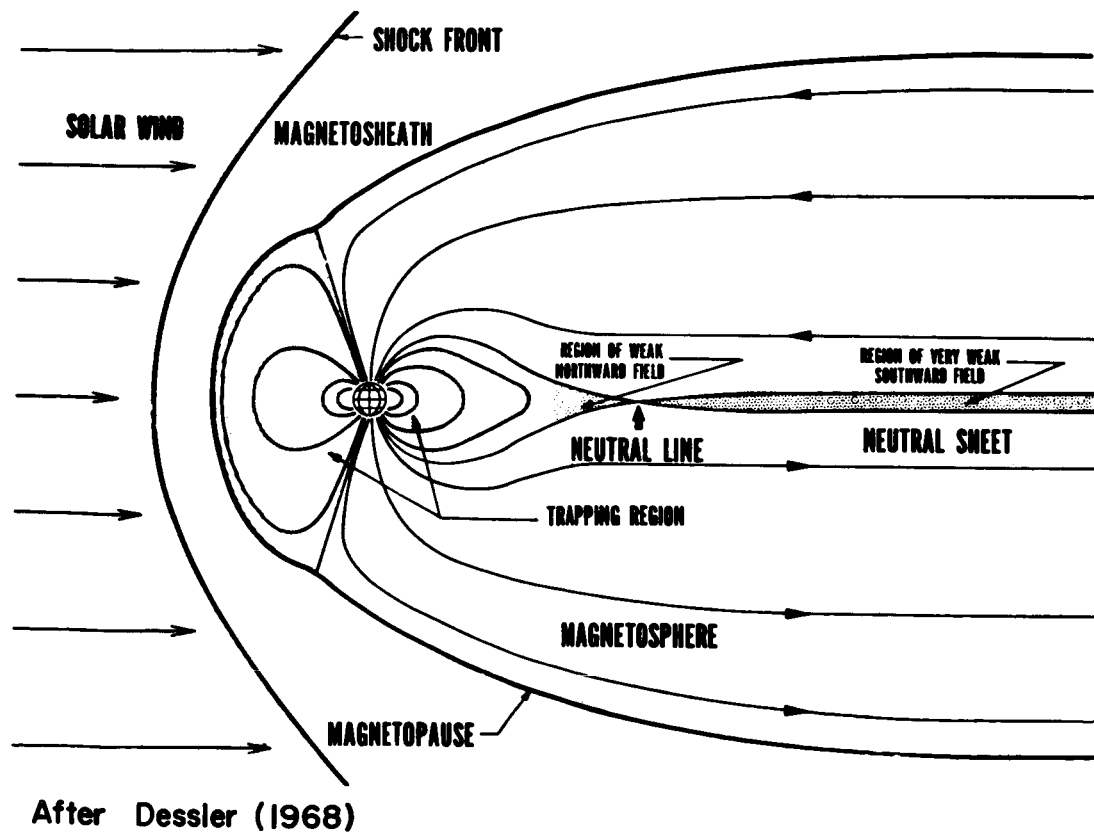 SHOCK FRONT
SOLAR WIND
MAGNETOSHEATH
REGION OF WEAK
NORTHWARD FIELD
REGION OF VERY WEAK
SOUTHWARD FIELD
NEUTRAL LINE
NEUTRAL SHEET
TRAPPING REGION
MAGNETOSPHERE
MAGNETOPAUSE
After Dessler (1968)